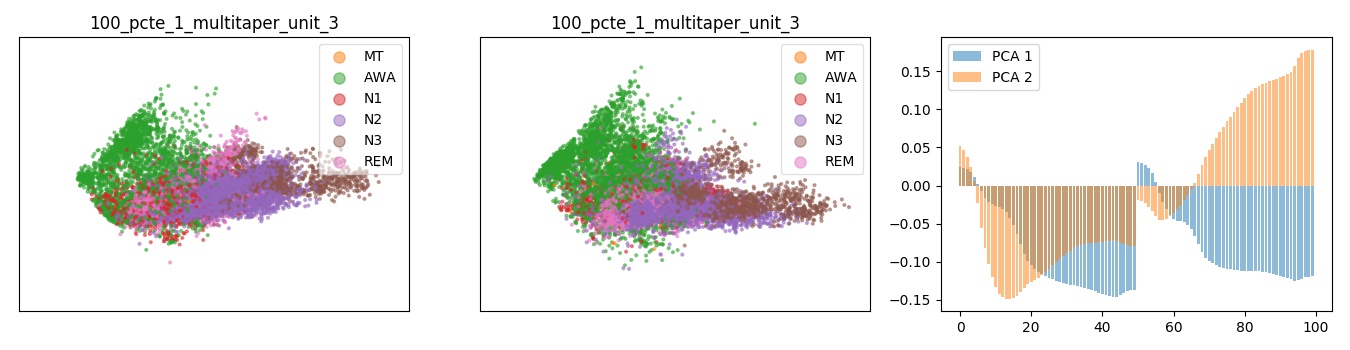 100_pcte_1_multitaper_unit_3
MT
AWA
N1
N2
N3
REM
100_pcte_1_multitaper_unit_3
MT
AWA
N1
N2
N3
REM
PCA 1
PCA 2
0.15
0.10
0.05
0.00
−0.05
−0.10
−0.15
0
20
40
60
80
100